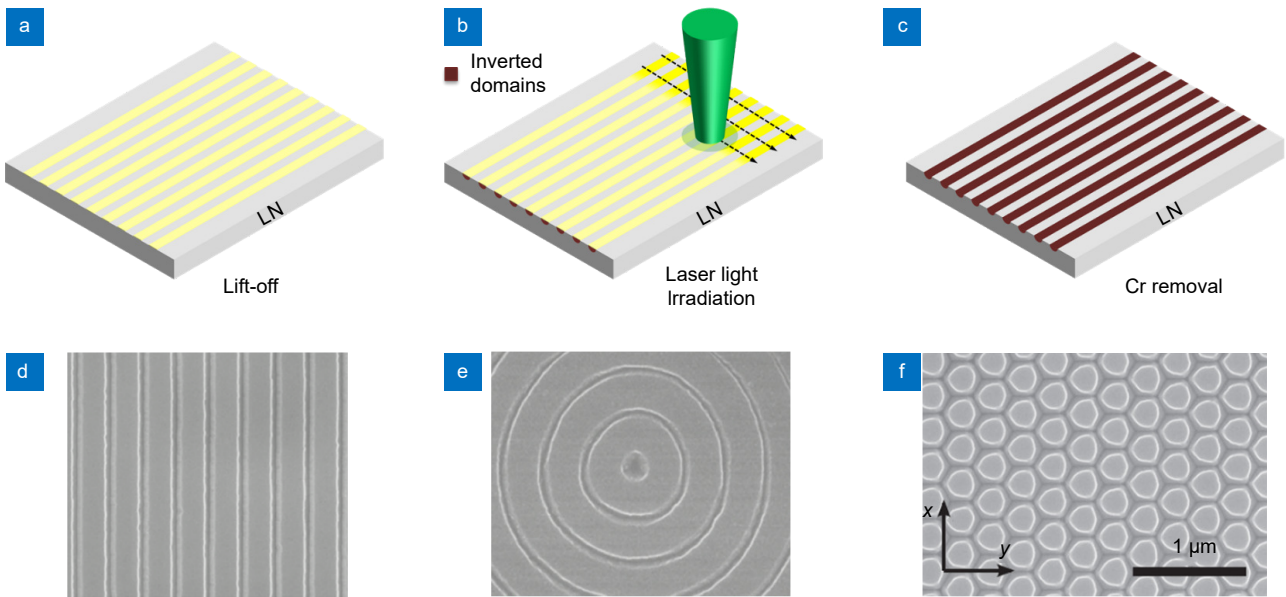 a
b
c
Inverted
domains
LN
LN
LN
Lift-off
Laser light
Irradiation
Cr removal
d
e
f
x
y
1 μm